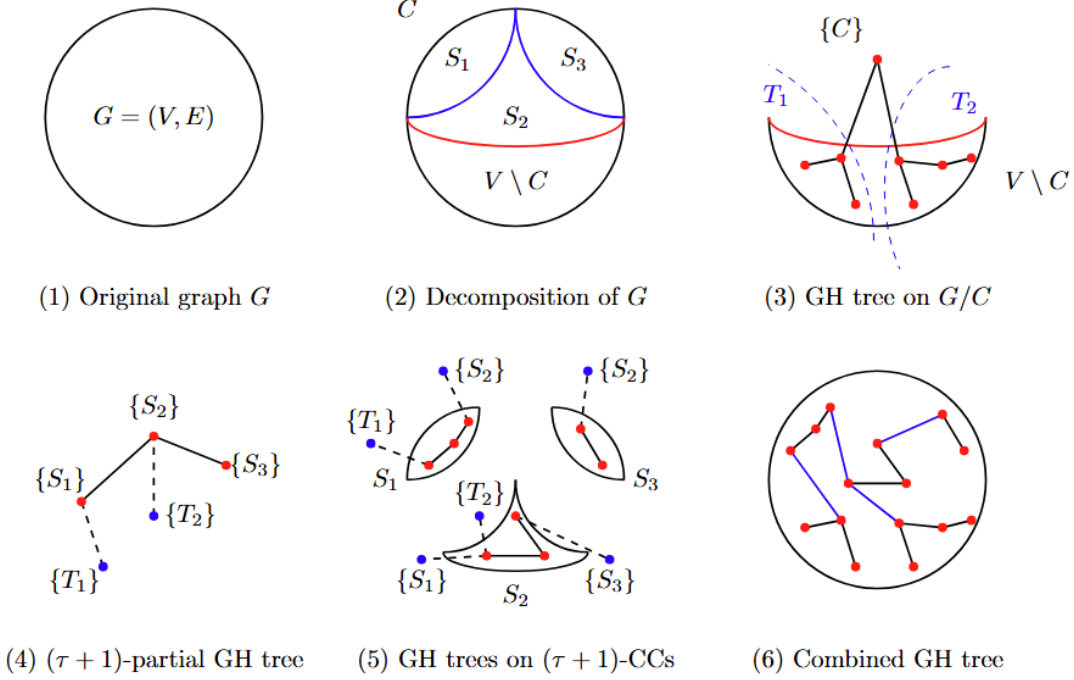 G = (V, E)
(1) Original graph G
C
S₁
S₃
S₂
V \ C
(2) Decomposition of G
{C}
T₁
T₂
V \ C
(3) GH tree on G/C
{S₂}
{S₁}
{S₃}
{T₂}
{T₁}
(4) (τ + 1)-partial GH tree
{S₂}
{S₂}
{T₁}
S₁
S₃
{T₂}
{S₁}
{S₃}
S₂
(5) GH trees on (τ + 1)-CCs
(6) Combined GH tree